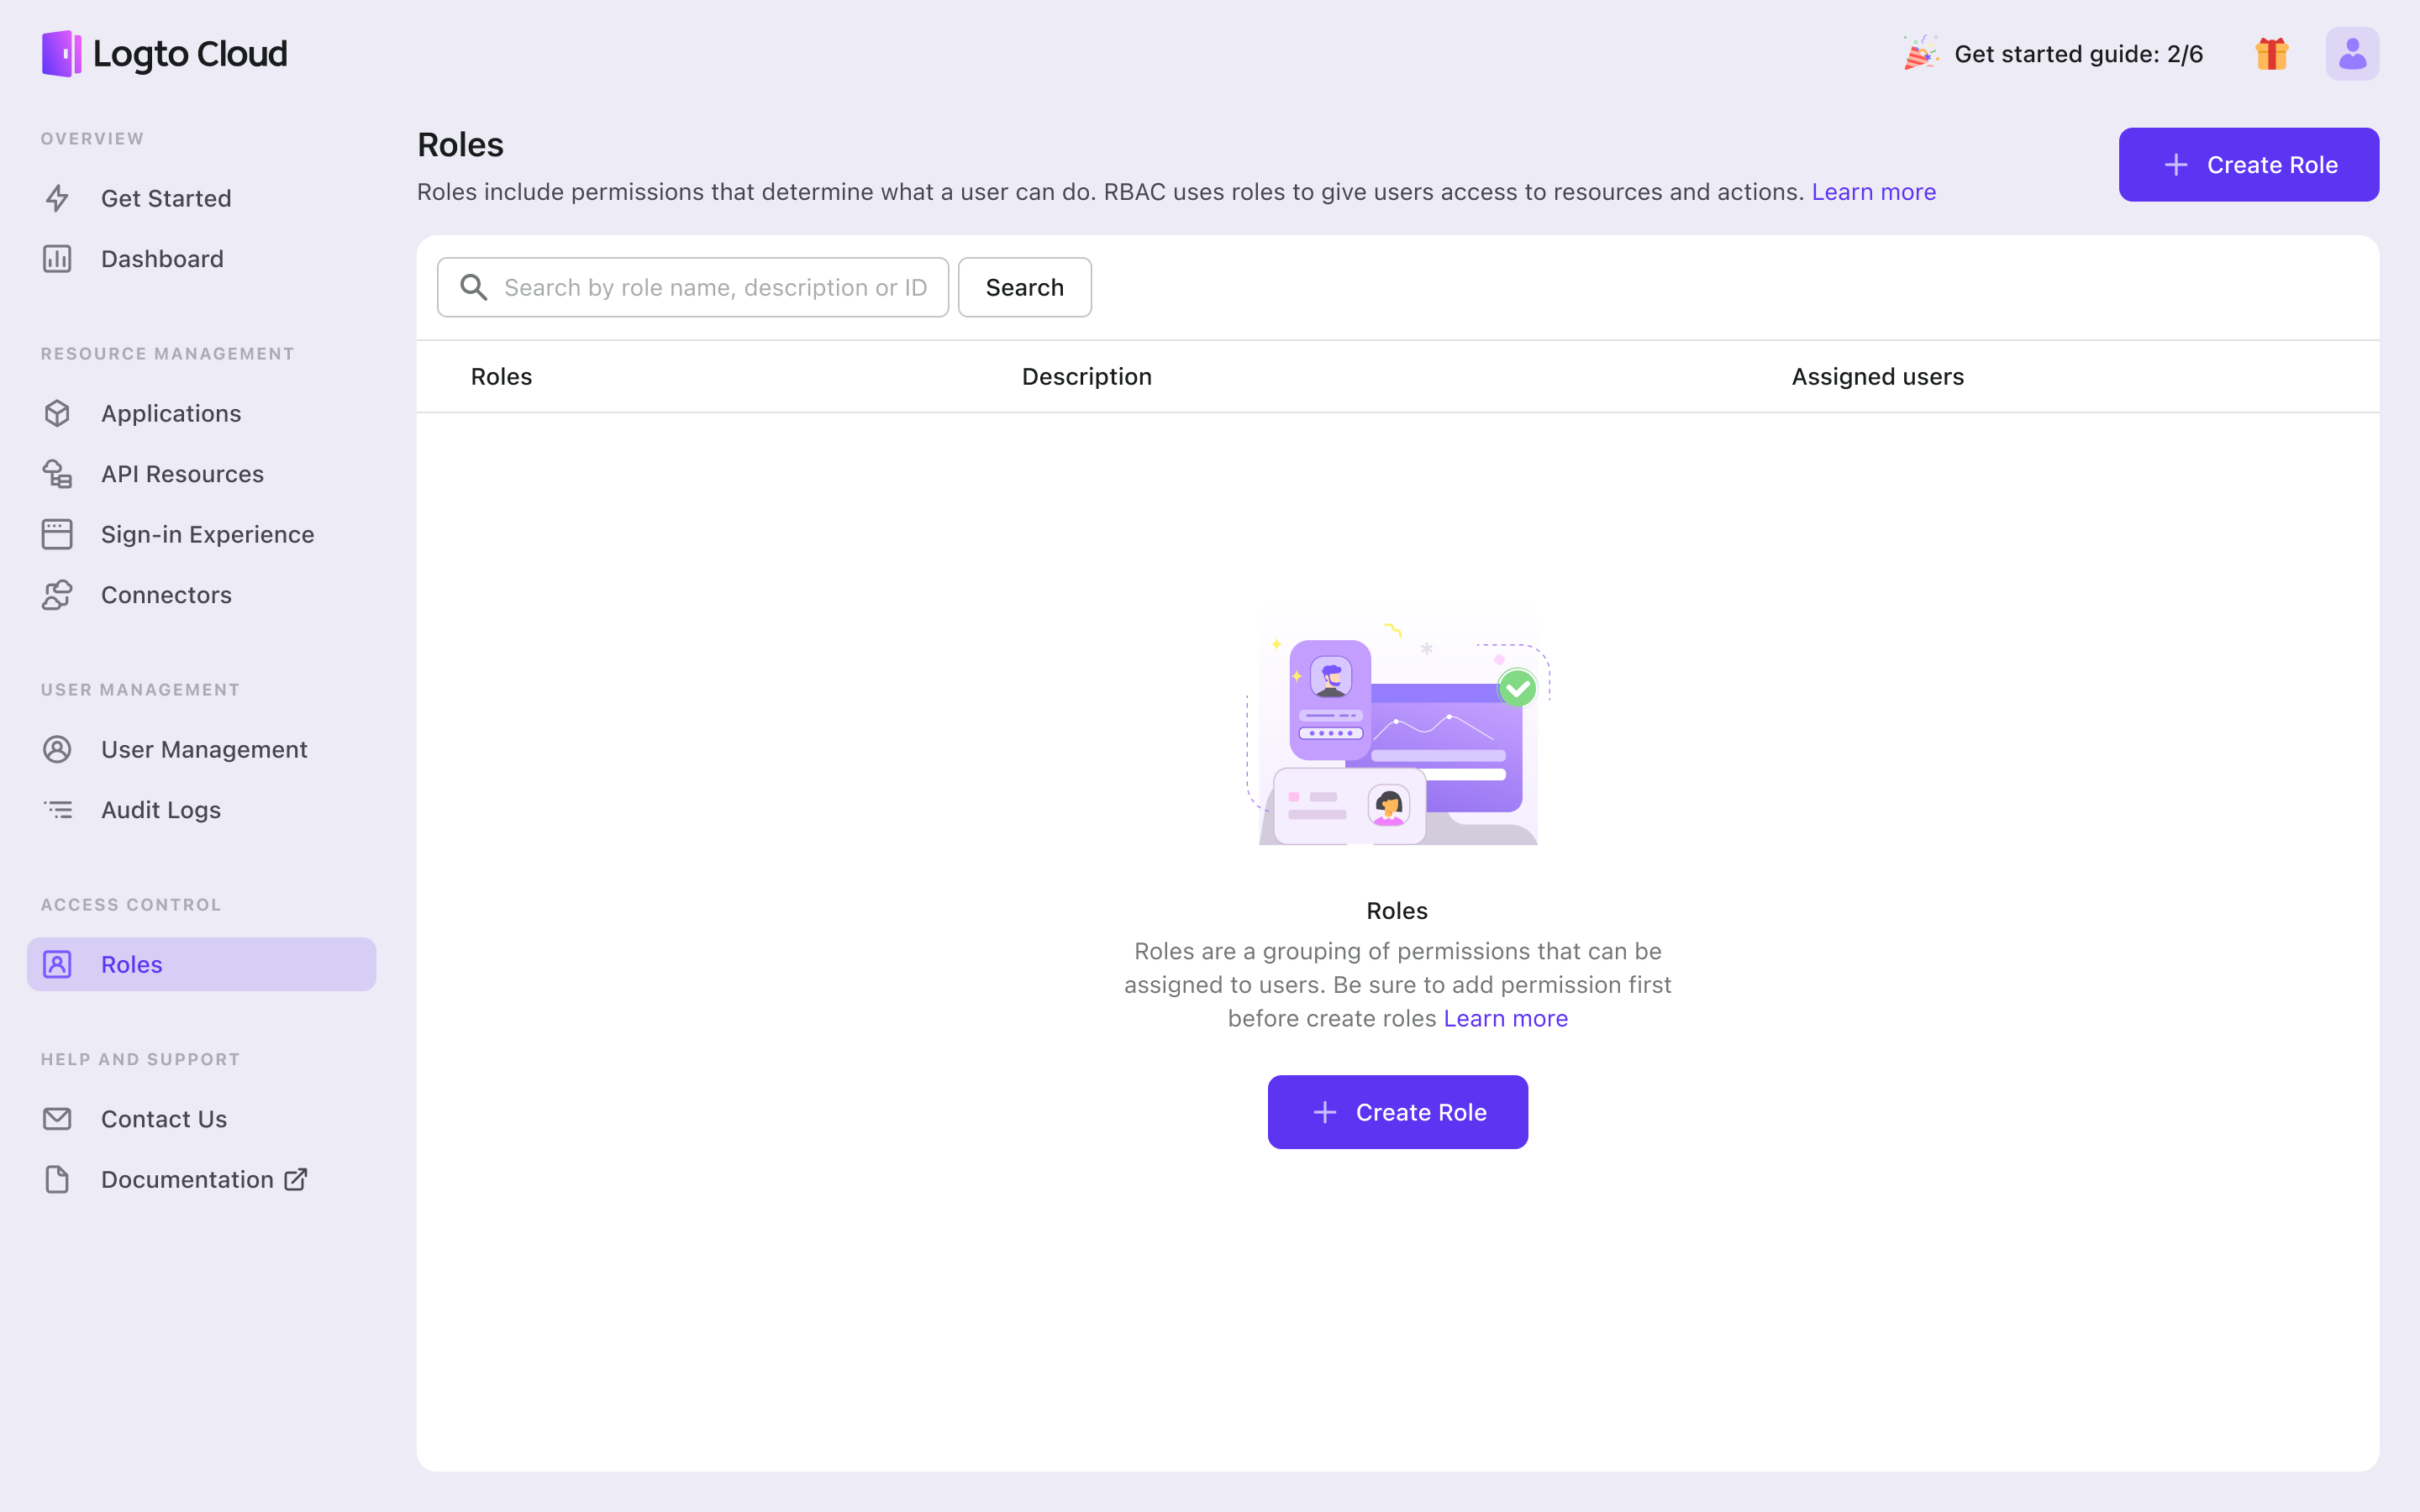 Logto Cloud
Get started guide: 2/6
OVERVIEW
Get Started
Dashboard
RESOURCE MANAGEMENT
Applications
API Resources
Sign-in Experience
Connectors
USER MANAGEMENT
User Management
Audit Logs
ACCESS CONTROL
Roles
HELP AND SUPPORT
Contact Us
Documentation
Roles
Roles include permissions that determine what a user can do. RBAC uses roles to give users access to resources and actions. Learn more
Create Role
Search by role name, description or ID
Search
Roles
Description
Assigned users
Roles
Roles are a grouping of permissions that can be
assigned to users. Be sure to add permission first
before create roles Learn more
Create Role